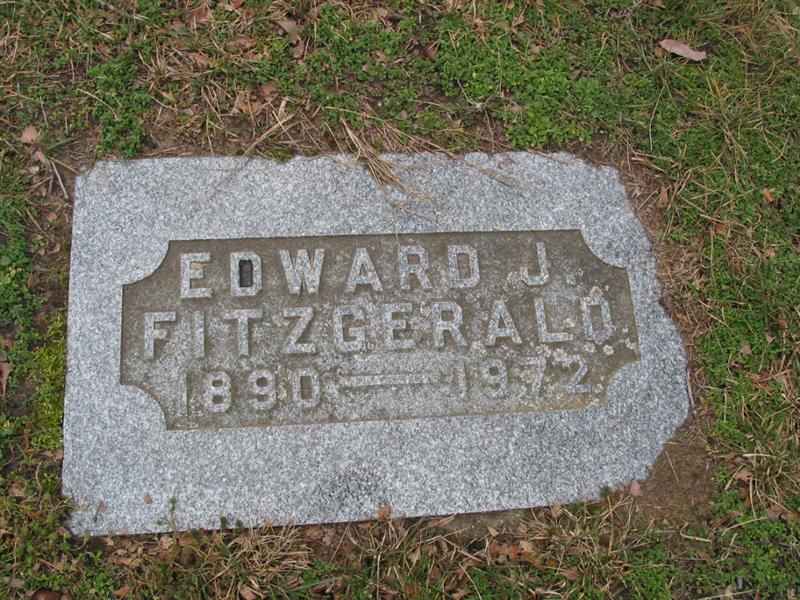 EDWARD J.
FITZGERALD
1890 — 1972